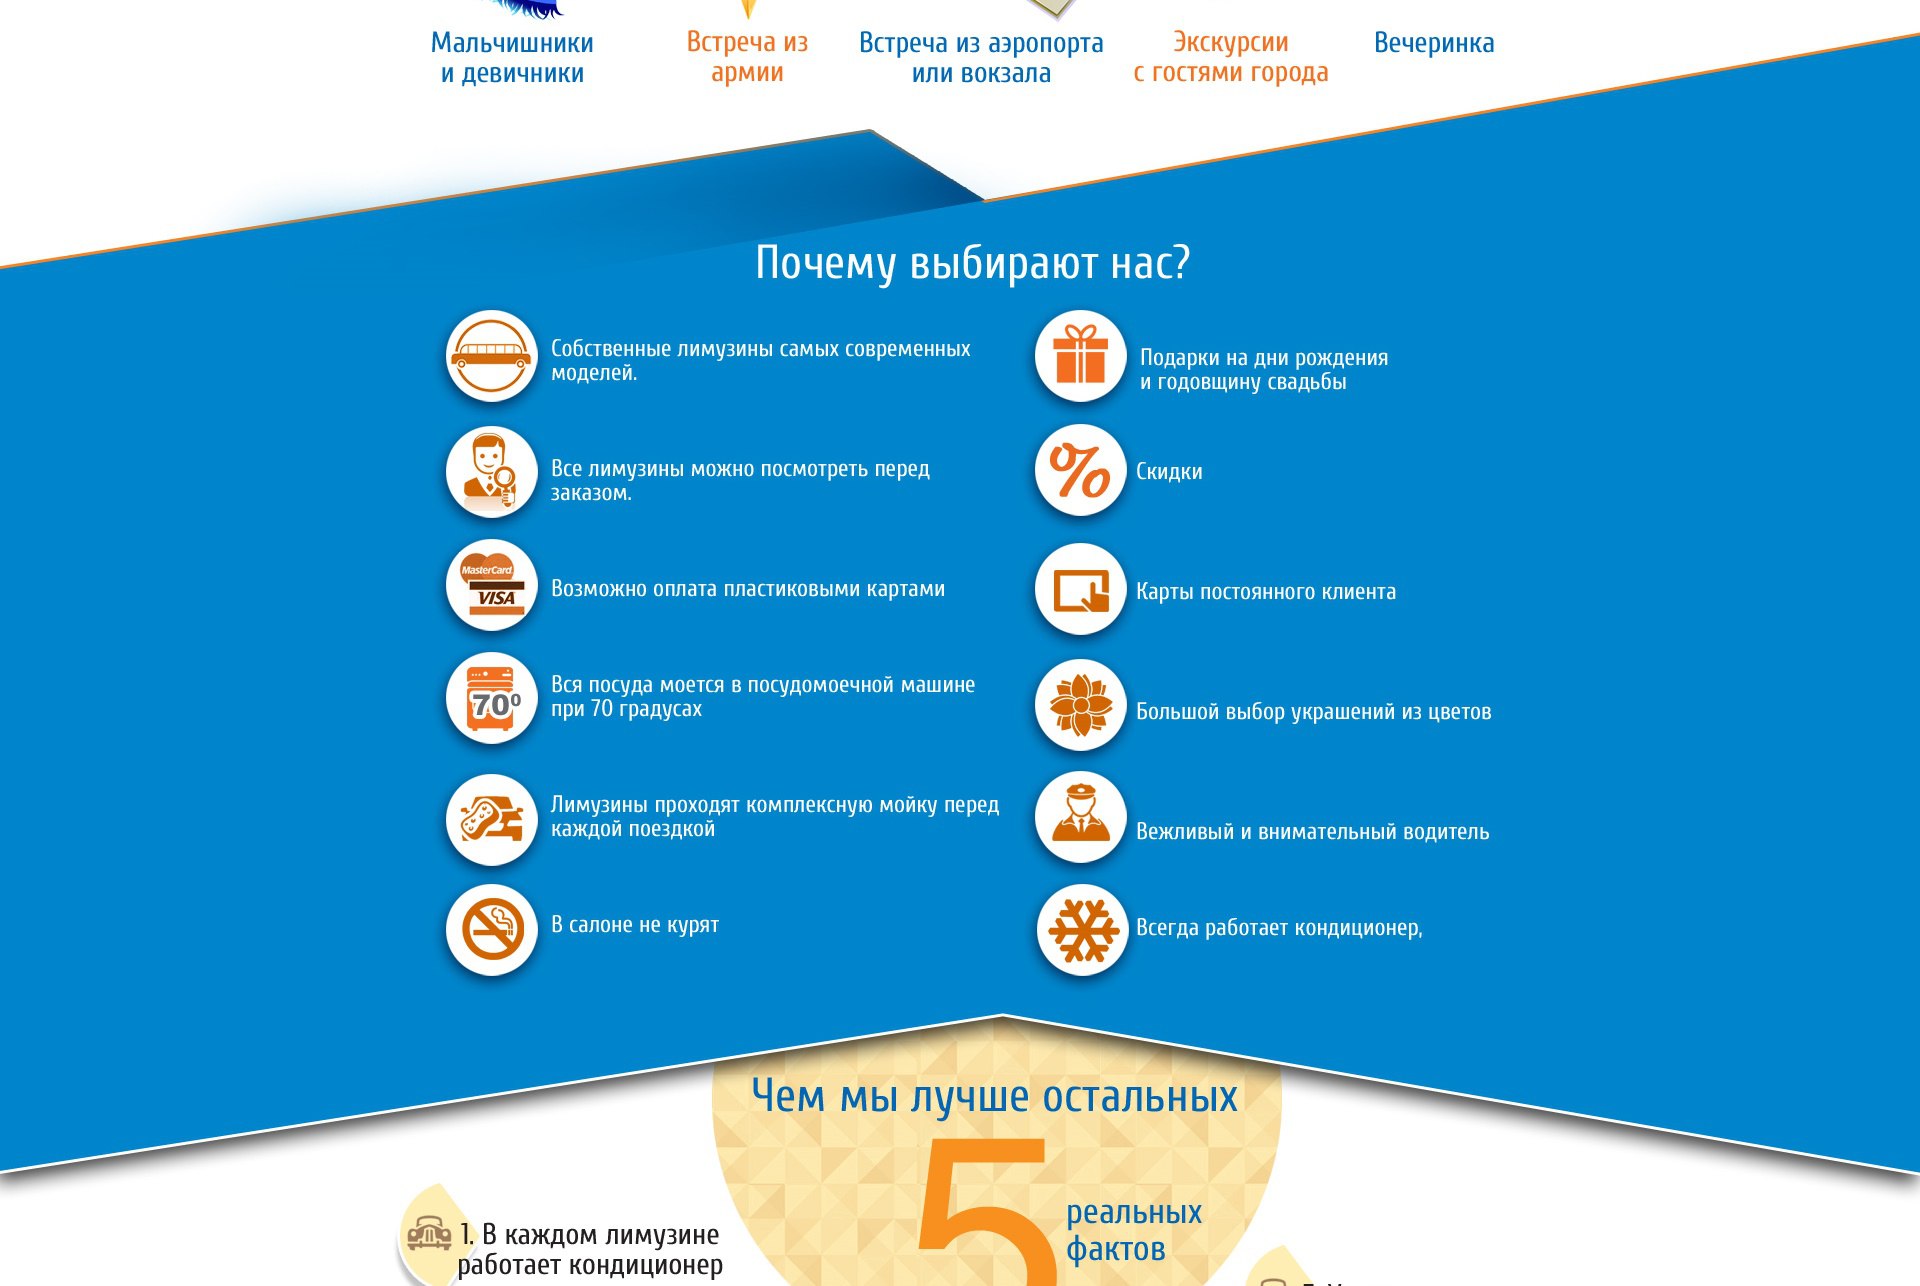 Мальчишники
и девичники
Встреча из
армии
Встреча из аэропорта
или вокзала
Экскурсии
с гостями города
Вечеринка
Почему выбирают нас?
Собственные лимузины самых современных
моделей.
Все лимузины можно посмотреть перед
заказом.
MasterCard
VISA
Возможно оплата пластиковыми картами
70⁰
Вся посуда моется в посудомоечной машине
при 70 градусах
Лимузины проходят комплексную мойку перед
каждой поездкой
В салоне не курят
Подарки на дни рождения
и годовщину свадьбы
%
Скидки
Карты постоянного клиента
Большой выбор украшений из цветов
Вежливый и внимательный водитель
Всегда работает кондиционер,
Чем мы лучше остальных
5
реальных
фактов
1. В каждом лимузине
работает кондиционер